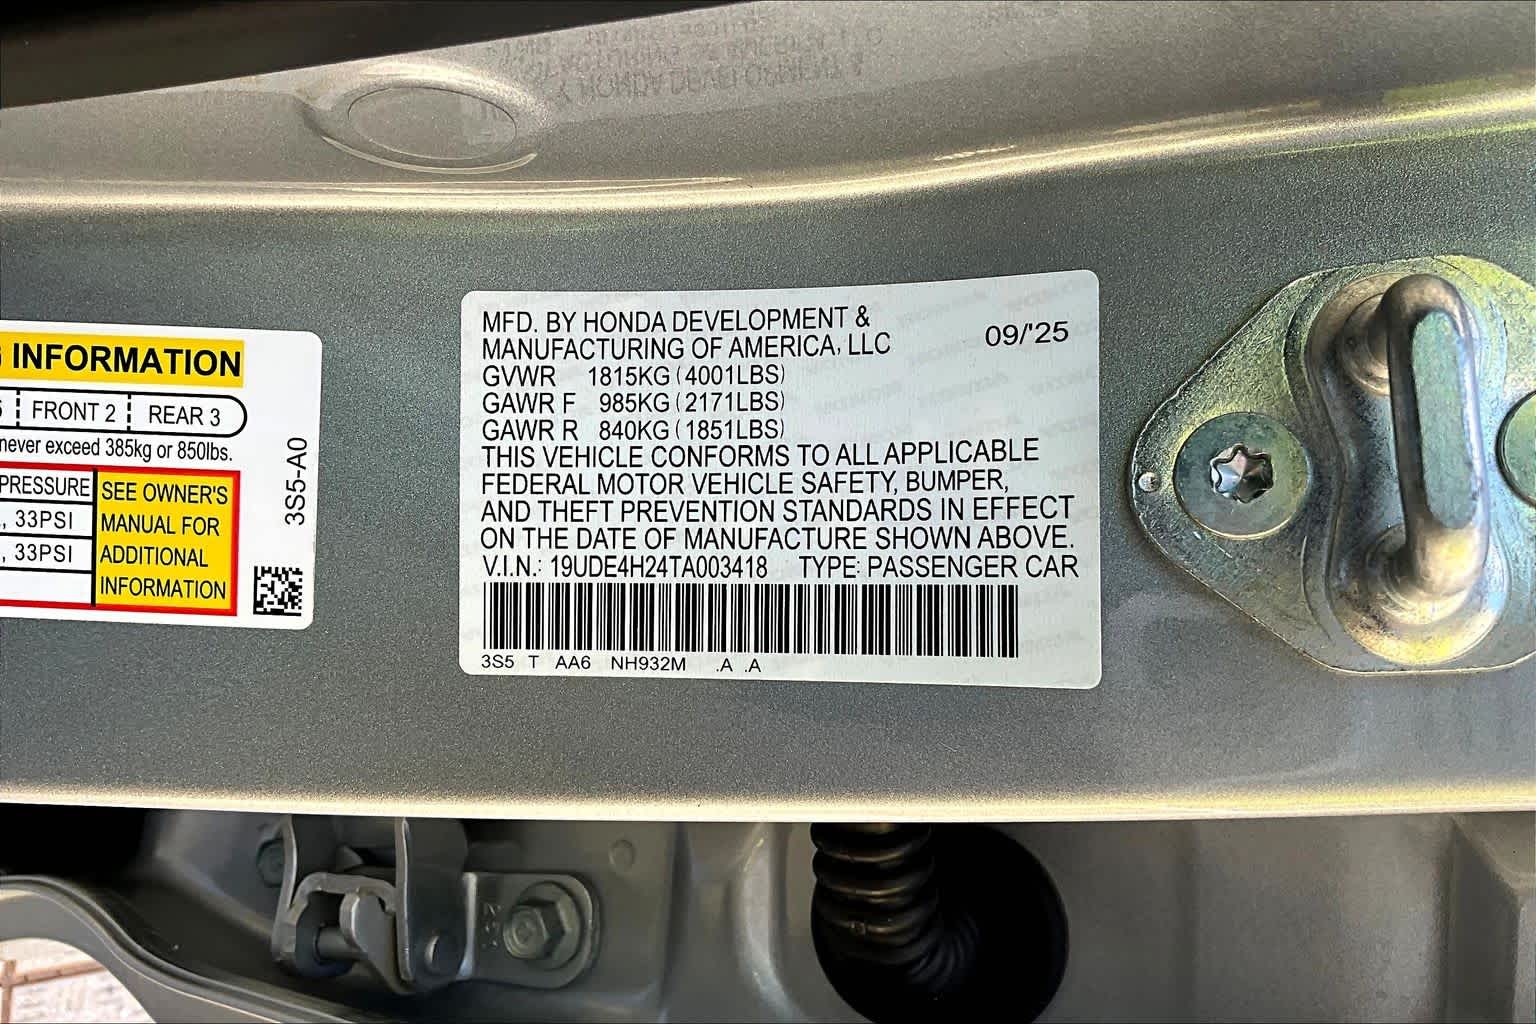 INFORMATION
FRONT 2
REAR 3
never exceed 385kg or 850lbs.
PRESSURE
, 33PSI
, 33PSI
SEE OWNER'S
MANUAL FOR
ADDITIONAL
INFORMATION
3S5-A0
MFD. BY HONDA DEVELOPMENT &
MANUFACTURING OF AMERICA, LLC
09/'25
GVWR 1815KG (4001LBS)
GAWR F 985KG (2171LBS)
GAWR R 840KG (1851LBS)
THIS VEHICLE CONFORMS TO ALL APPLICABLE
FEDERAL MOTOR VEHICLE SAFETY, BUMPER,
AND THEFT PREVENTION STANDARDS IN EFFECT
ON THE DATE OF MANUFACTURE SHOWN ABOVE.
V.I.N.: 19UDE4H24TA003418 TYPE: PASSENGER CAR
3S5 T AA6 NH932M .A .A